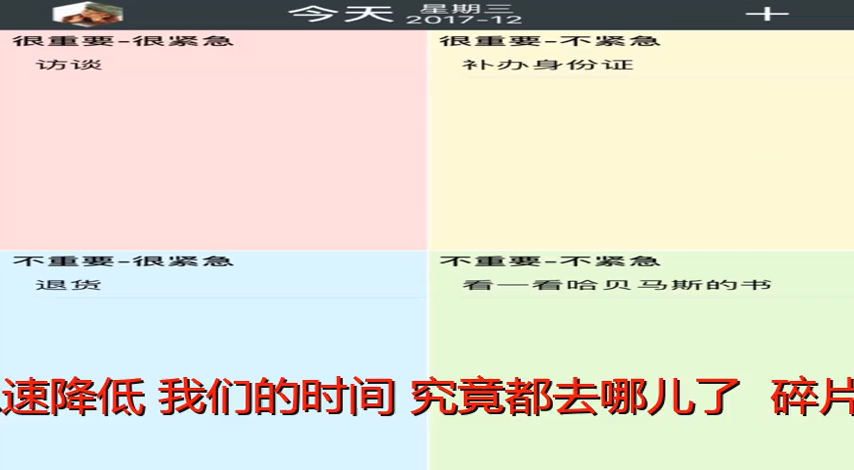 今天
星期三
2017-12
很重要-很紧急
很重要-不紧急
访谈
补办身份证
不重要-很紧急
不重要-不紧急
退货
看一看哈贝马斯的书
速降低 我们的时间 究竟都去哪儿了 碎片